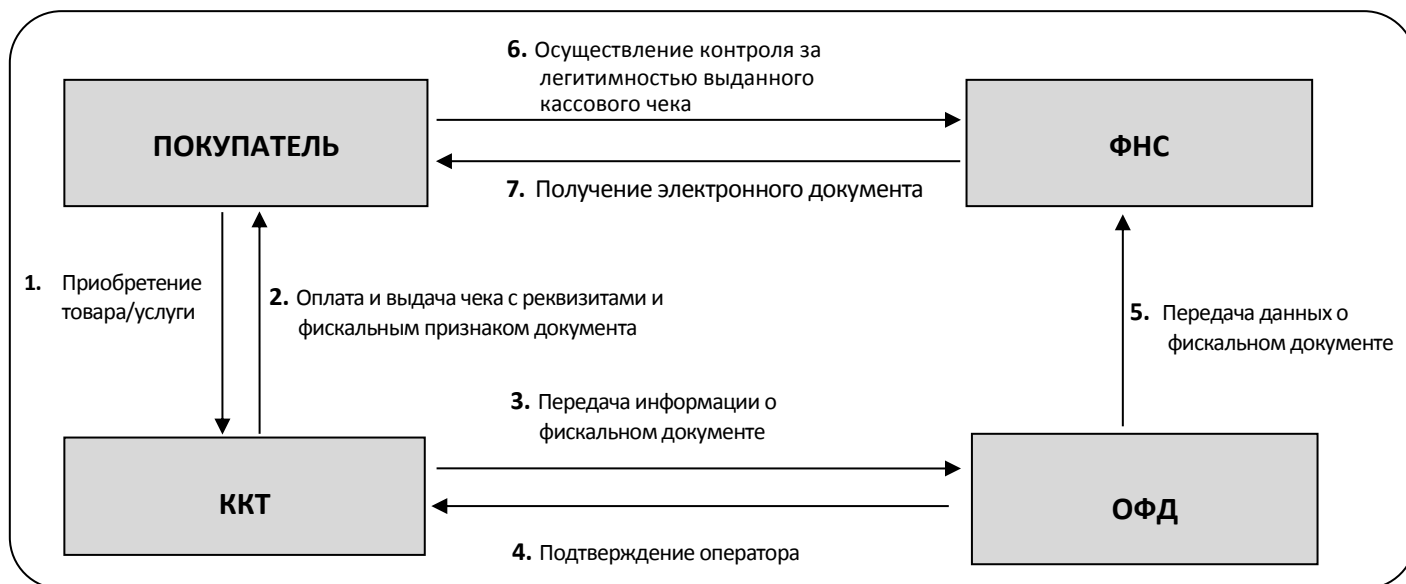 6. Осуществление контроля за
легитимностью выданного
кассового чека
ПОКУПАТЕЛЬ
ФНС
7. Получение электронного документа
1. Приобретение
товара/услуги
2. Оплата и выдача чека с реквизитами и
фискальным признаком документа
5. Передача данных о
фискальном документе
3. Передача информации о
фискальном документе
ККТ
ОФД
4. Подтверждение оператора